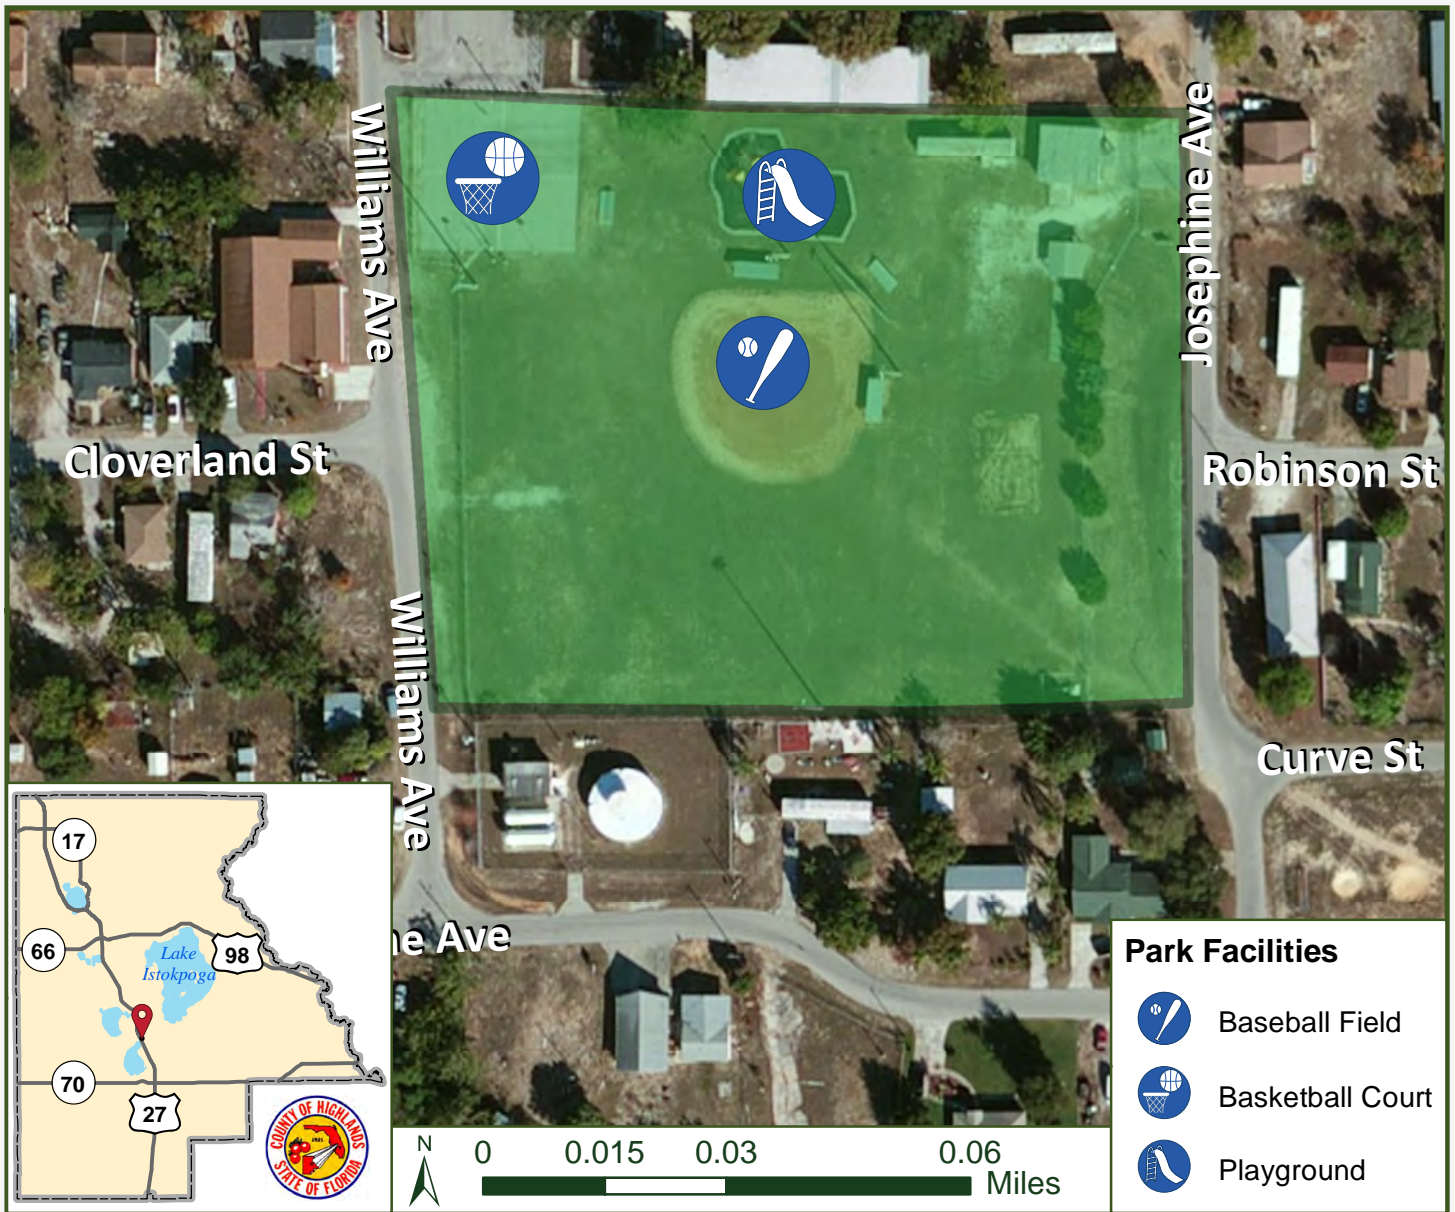 Williams Ave
Josephine Ave
Cloverland St
Robinson St
Williams Ave
Curve St
ne Ave
17
66
98
Lake
Istokpoga
70
27
COUNTY OF HIGHLANDS
1921
STATE OF FLORIDA
N
0 0.015 0.03 0.06
Miles
Park Facilities
Baseball Field
Basketball Court
Playground